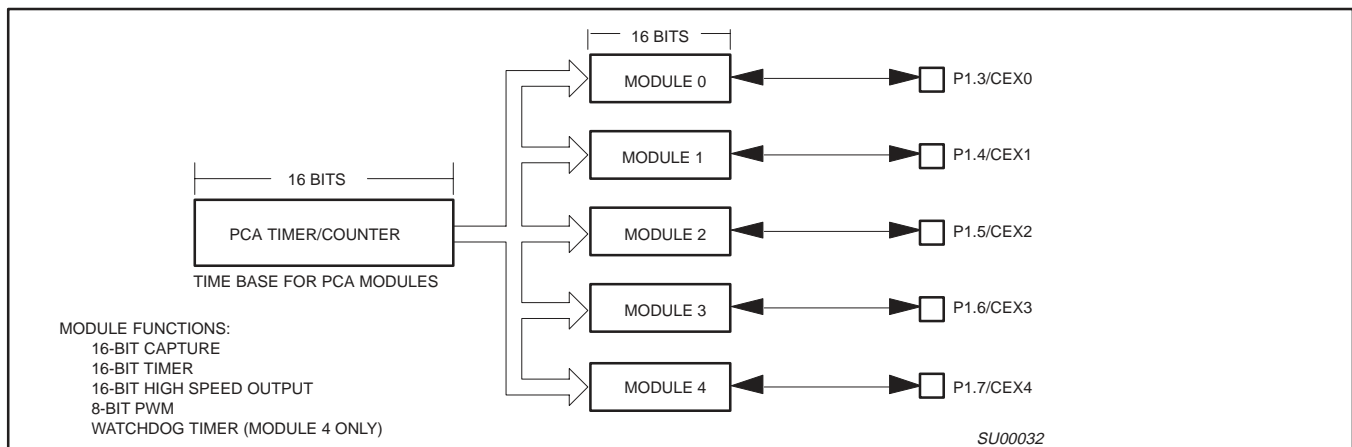 16 BITS
MODULE 0
P1.3/CEX0
MODULE 1
P1.4/CEX1
16 BITS
PCA TIMER/COUNTER
MODULE 2
P1.5/CEX2
TIME BASE FOR PCA MODULES
MODULE 3
P1.6/CEX3
MODULE FUNCTIONS:
16-BIT CAPTURE
16-BIT TIMER
16-BIT HIGH SPEED OUTPUT
8-BIT PWM
WATCHDOG TIMER (MODULE 4 ONLY)
MODULE 4
P1.7/CEX4
SU00032